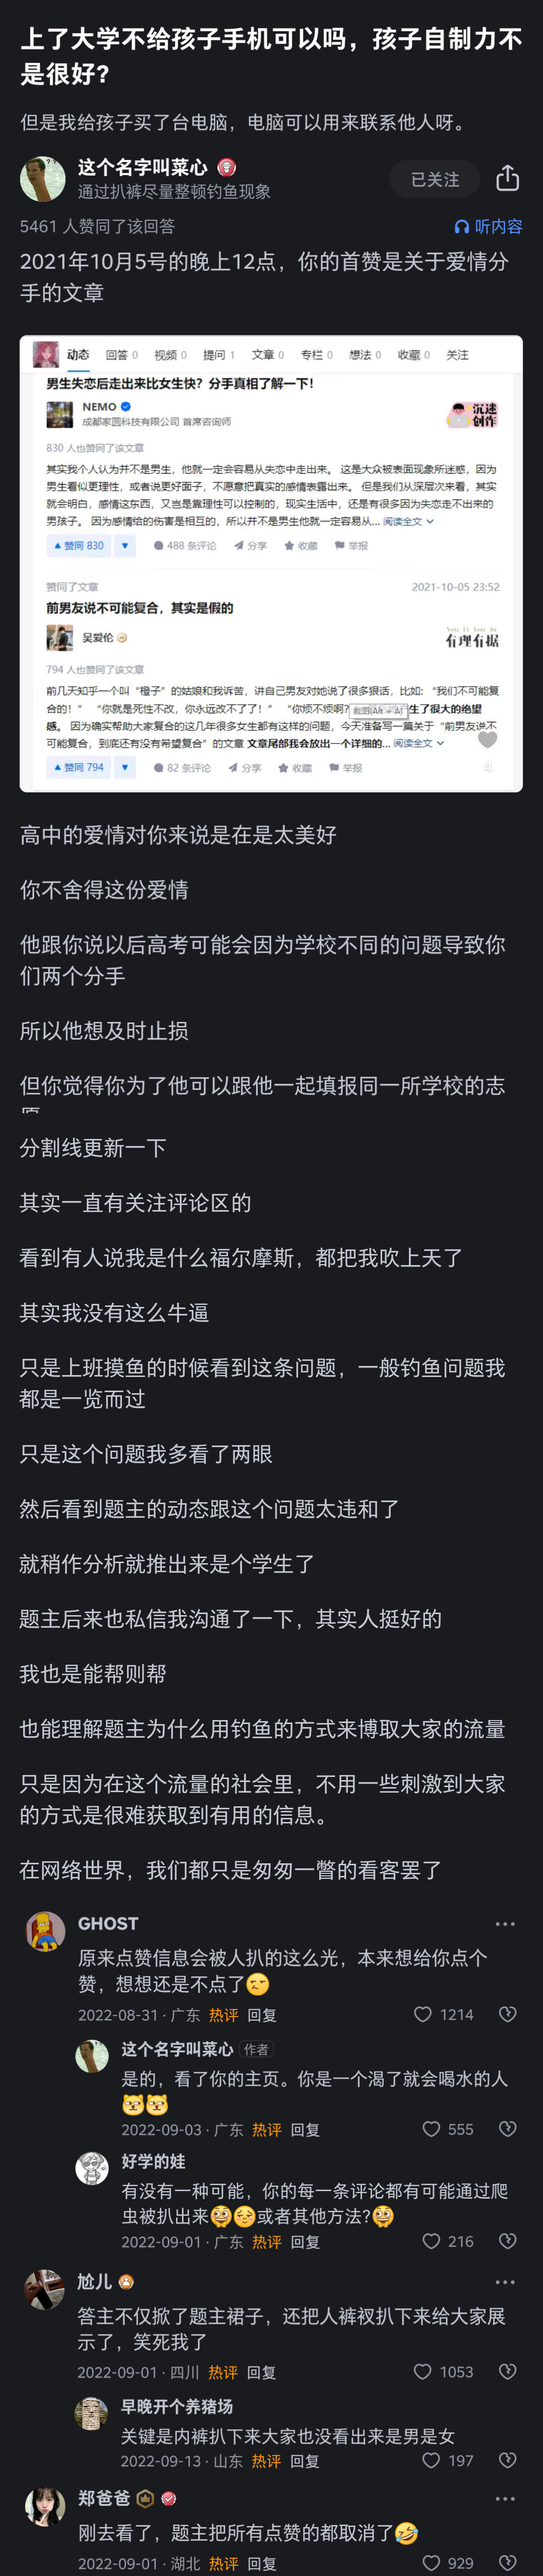 上了大学不给孩子手机可以吗，孩子自制力不
是很好?
但是我给孩子买了台电脑，电脑可以用来联系他人呀。
这个名字叫菜心
通过扒裤尽量整顿钓鱼现象
已关注
5461 人赞同了该回答
听内容
2021年10月5号的晚上12点，你的首赞是关于爱情分
手的文章
动态 回答 0 视频 0 提问 1 文章 0 专栏 0 想法 0 收藏 0 关注
男生失恋后走出来比女生快？分手真相了解一下！
NEMO
成都家圆科技有限公司 首席咨询师
沉迷
创作
830 人也赞同了该文章
其实我个人认为并不是男生，他就一定会容易从失恋中走出来。 这是大众被表面现象所迷惑，因为
男生看似更理性，或者说更好面子，不愿意把真实的感情表露出来。 但是我们从深层次来看，其实
就会明白，感情这东西，又岂是靠理性可以控制的，现实生活中，还是有很多因为失恋走不出来的
男孩子。 因为感情给的伤害是相互的，所以并不是男生他就一定容易从... 阅读全文
赞同 830 488 条评论 分享 收藏 举报
赞同了文章 2021-10-05 23:52
前男友说不可能复合，其实是假的
吴爱伦
有理有据
794 人也赞同了该文章
前几天知乎一个叫 “橙子” 的姑娘和我诉苦，讲自己男友对她说了很多狠话，比如: “我们不可能复
合的！” “你就是死性不改，你永远改不了了！” “你烦不烦啊? 截图(Alt + A) 生了很大的绝望
感。 因为确实帮助大家复合的这几年很多女生都有这样的问题，今天准备写一篇关于 “前男友说不
可能复合，到底还有没有希望复合” 的文章 文章尾部我会放出一个详细的... 阅读全文
赞同 794 82 条评论 分享 收藏 举报
高中的爱情对你来说是在是太美好
你不舍得这份爱情
他跟你说以后高考可能会因为学校不同的问题导致你
们两个分手
所以他想及时止损
但你觉得你为了他可以跟他一起填报同一所学校的志
分割线更新一下
其实一直有关注评论区的
看到有人说我是什么福尔摩斯，都把我吹上天了
其实我没有这么牛逼
只是上班摸鱼的时候看到这条问题，一般钓鱼问题我
都是一览而过
只是这个问题我多看了两眼
然后看到题主的动态跟这个问题太违和了
就稍作分析就推出来是个学生了
题主后来也私信我沟通了一下，其实人挺好的
我也是能帮则帮
也能理解题主为什么用钓鱼的方式来博取大家的流量
只是因为在这个流量的社会里，不用一些刺激到大家
的方式是很难获取到有用的信息。
在网络世界，我们都只是匆匆一瞥的看客罢了
GHOST
原来点赞信息会被人扒的这么光，本来想给你点个
赞，想想还是不点了
2022-08-31 · 广东 热评 回复 1214
这个名字叫菜心 作者
是的，看了你的主页。你是一个渴了就会喝水的人
2022-09-03 · 广东 热评 回复 555
好学的娃
有没有一种可能，你的每一条评论都有可能通过爬
虫被扒出来或者其他方法?
2022-09-01 · 广东 热评 回复 216
尬儿
答主不仅掀了题主裙子，还把人裤衩扒下来给大家展
示了，笑死我了
2022-09-01 · 四川 热评 回复 1053
早晚开个养猪场
关键是内裤扒下来大家也没看出来是男是女
2022-09-13 · 山东 热评 回复 197
郑爸爸
刚去看了，题主把所有点赞的都取消了
2022-09-01 · 湖北 热评 回复 929